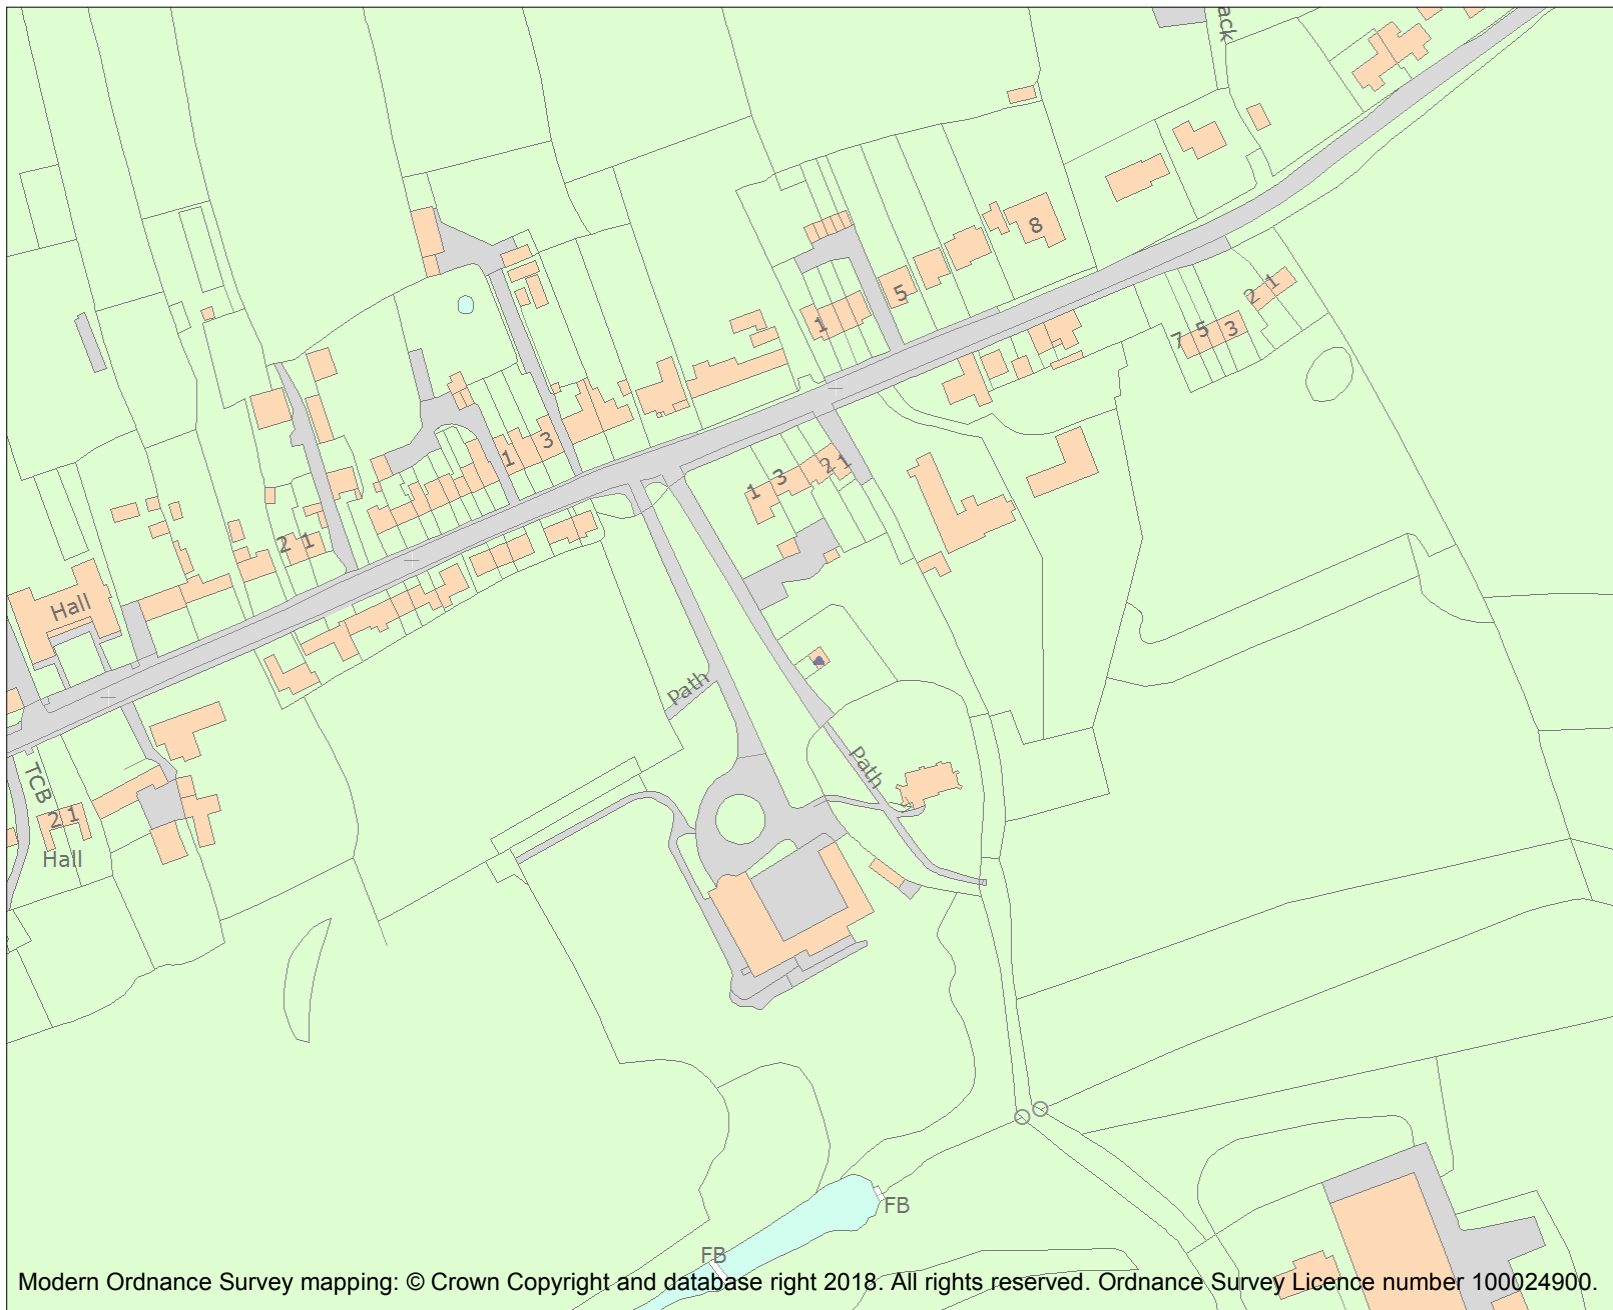 ack
8
5
1
2 1
7 5 3
3
1
1 3 2 1
2 1
Hall
Path
Path
TCB
2 1
Hall
FB
FB
Modern Ordnance Survey mapping: © Crown Copyright and database right 2018. All rights reserved. Ordnance Survey Licence number 100024900.